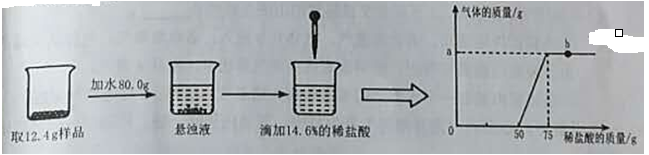 取12.4g样品
加水80.0g
悬浊液
滴加14.6%的稀盐酸
气体的质量/g
a
b
0
50
75
稀盐酸的质量/g